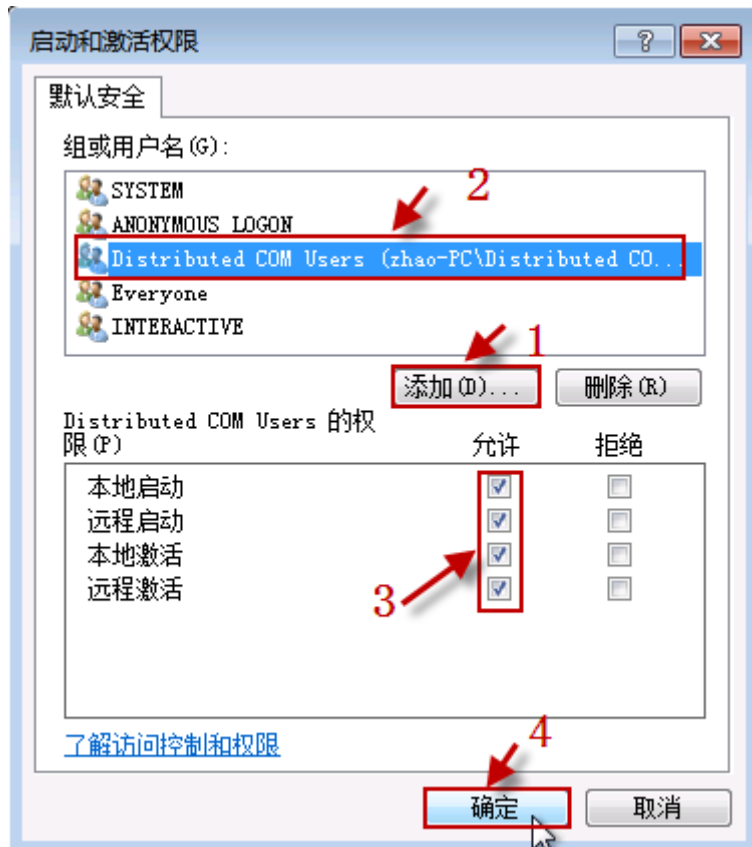 启动和激活权限
默认安全
组或用户名(G):
SYSTEM
2
ANONYMOUS LOGON
Distributed COM Users (zhao-PC\Distributed CO...
Everyone
INTERACTIVE
1
添加(D)... 删除(R)
Distributed COM Users 的权
限(P) 允许 拒绝
本地启动
远程启动
本地激活
远程激活
3
了解访问控制和权限
4
确定 取消